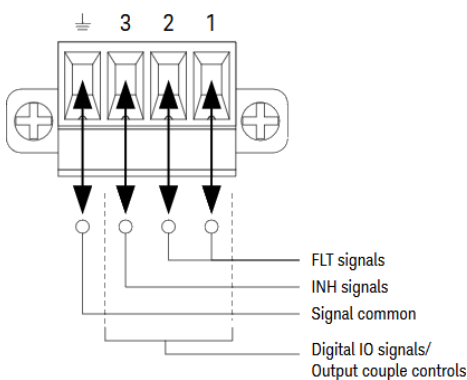 ⏚ 3 2 1
FLT signals
INH signals
Signal common
Digital IO signals/
Output couple controls